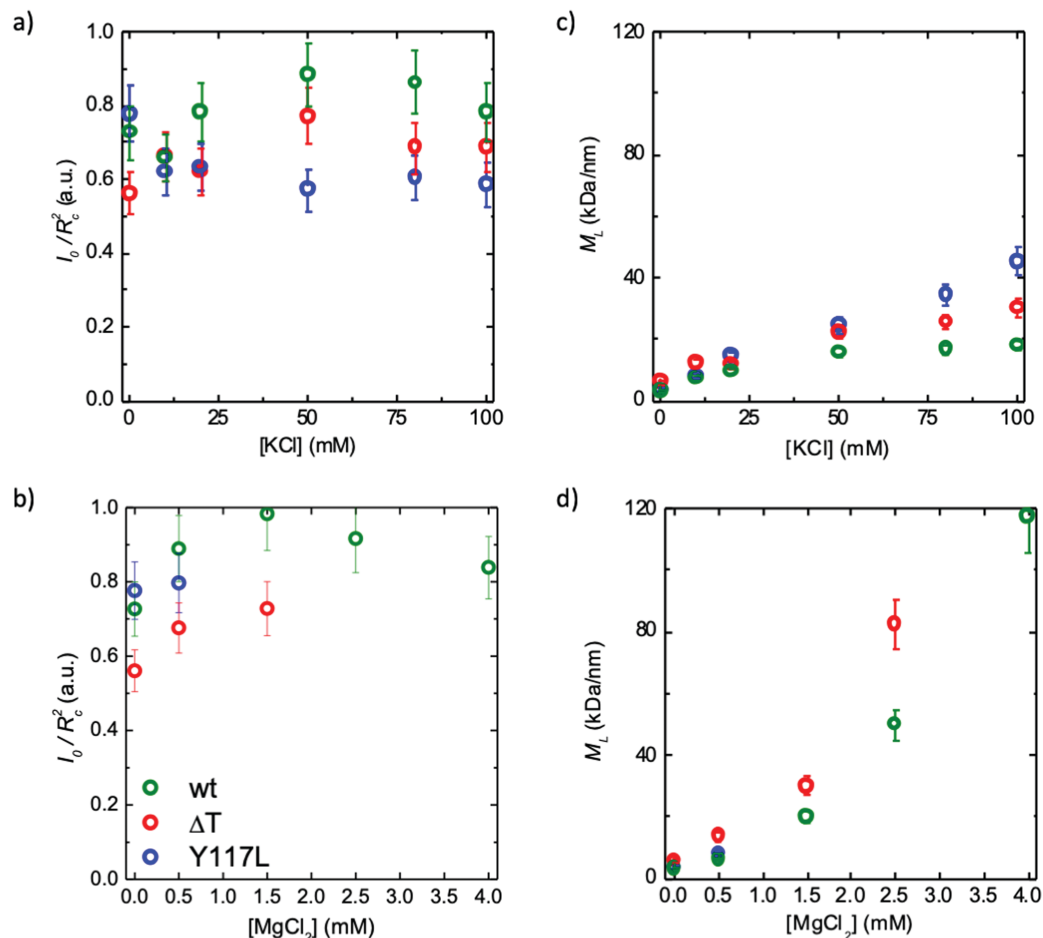 a)
1.0
0.8
0.6
0.4
0.2
0.0
I₀ / R²c (a.u.)
0 25 50 75 100
[KCl] (mM)
c)
120
80
40
0
M_L (kDa/nm)
0 25 50 75 100
[KCl] (mM)
b)
1.0
0.8
0.6
0.4
0.2
0.0
I₀ / R²c (a.u.)
wt
ΔT
Y117L
0.0 0.5 1.0 1.5 2.0 2.5 3.0 3.5 4.0
[MgCl₂] (mM)
d)
120
80
40
0
M_L (kDa/nm)
0.0 0.5 1.0 1.5 2.0 2.5 3.0 3.5 4.0
[MgCl₂] (mM)